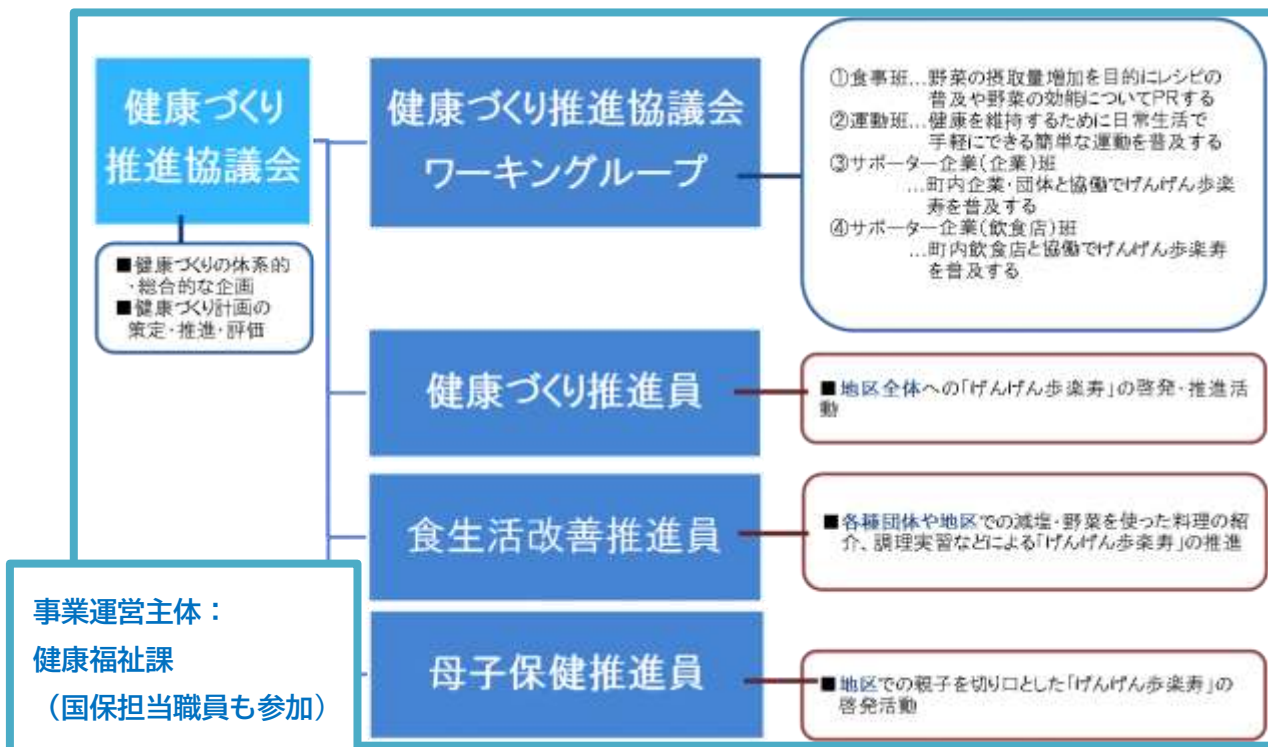 健康づくり
推進協議会
■健康づくりの体系的
・総合的な企画
■健康づくり計画の
策定・推進・評価
健康づくり推進協議会
ワーキングループ
①食事班…野菜の摂取量増加を目的にレシピの
普及や野菜の効能についてPRする
②運動班…健康を維持するために日常生活で
手軽にできる簡単な運動を普及する
③サポーター企業(企業)班
…町内企業・団体と協働でげんげん歩楽
寿を普及する
④サポーター企業(飲食店)班
…町内飲食店と協働でげんげん歩楽寿
を普及する
健康づくり推進員
■地区全体への「げんげん歩楽寿」の啓発・推進活
動
食生活改善推進員
■各種団体や地区での減塩・野菜を使った料理の紹
介、調理実習などによる「げんげん歩楽寿」の推進
母子保健推進員
■地区での親子を切り口とした「げんげん歩楽寿」の
啓発活動
事業運営主体：
健康福祉課
（国保担当職員も参加）